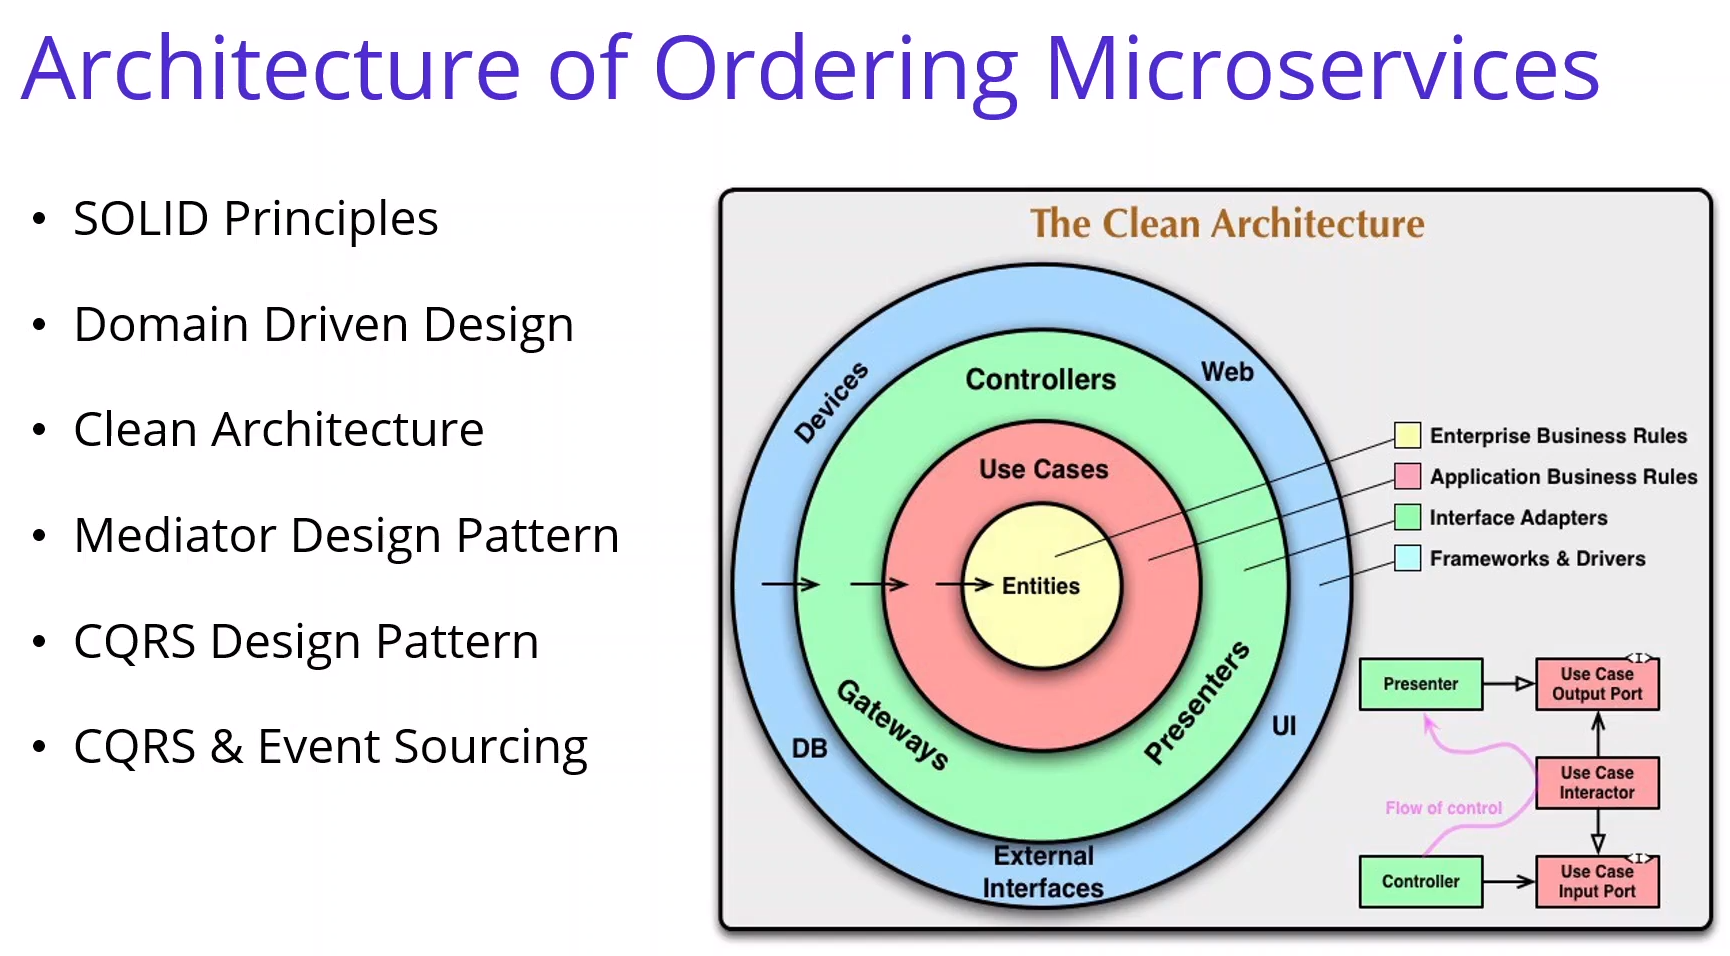 Architecture of Ordering Microservices
• SOLID Principles
• Domain Driven Design
• Clean Architecture
• Mediator Design Pattern
• CQRS Design Pattern
• CQRS & Event Sourcing
The Clean Architecture
Devices
Web
Controllers
Use Cases
Entities
Gateways
Presenters
DB
UI
External
Interfaces
Enterprise Business Rules
Application Business Rules
Interface Adapters
Frameworks & Drivers
Presenter
<I>
Use Case
Output Port
Use Case
Interactor
Flow of control
Controller
<I>
Use Case
Input Port